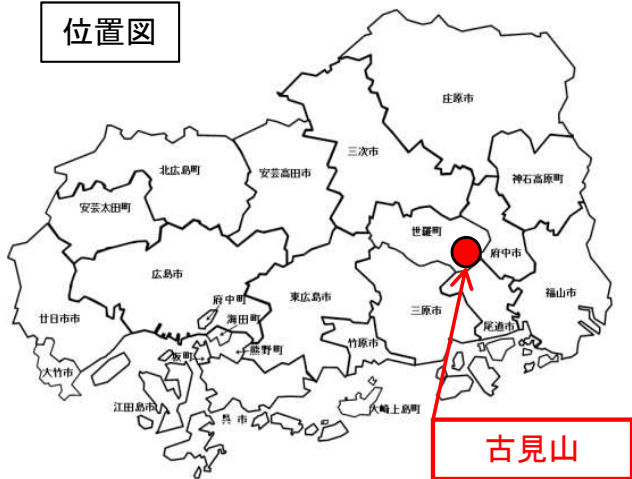 位置図
庄原市
三次市
北広島町
安芸高田市
神石高原町
安芸太田町
世羅町
府中市
広島市
東広島市
福山市
府中町
三原市
廿日市市
海田町
尾道市
竹原市
熊野町
坂町
大竹市
江田島市
呉市
大崎上島町
古見山